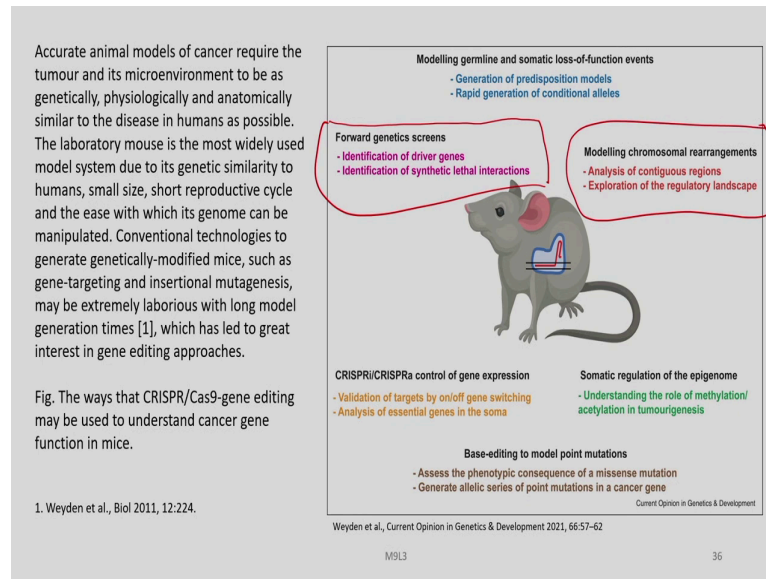 Accurate animal models of cancer require the
tumour and its microenvironment to be as
genetically, physiologically and anatomically
similar to the disease in humans as possible.
The laboratory mouse is the most widely used
model system due to its genetic similarity to
humans, small size, short reproductive cycle
and the ease with which its genome can be
manipulated. Conventional technologies to
generate genetically-modified mice, such as
gene-targeting and insertional mutagenesis,
may be extremely laborious with long model
generation times [1], which has led to great
interest in gene editing approaches.
Fig. The ways that CRISPR/Cas9-gene editing
may be used to understand cancer gene
function in mice.
1. Weyden et al., Biol 2011, 12:224.
Modelling germline and somatic loss-of-function events
- Generation of predisposition models
- Rapid generation of conditional alleles
Forward genetics screens
- Identification of driver genes
- Identification of synthetic lethal interactions
Modelling chromosomal rearrangements
- Analysis of contiguous regions
- Exploration of the regulatory landscape
CRISPRi/CRISPRa control of gene expression
- Validation of targets by on/off gene switching
- Analysis of essential genes in the soma
Somatic regulation of the epigenome
- Understanding the role of methylation/
acetylation in tumourigenesis
Base-editing to model point mutations
- Assess the phenotypic consequence of a missense mutation
- Generate allelic series of point mutations in a cancer gene
Current Opinion in Genetics & Development
Weyden et al., Current Opinion in Genetics & Development 2021, 66:57–62
M9L3
36